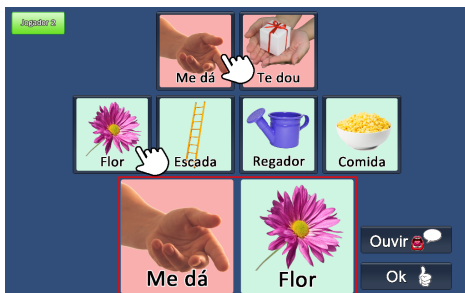 Jogador 2
Me dá
Te dou
Flor
Escada
Regador
Comida
Me dá
Flor
Ouvir
Ok